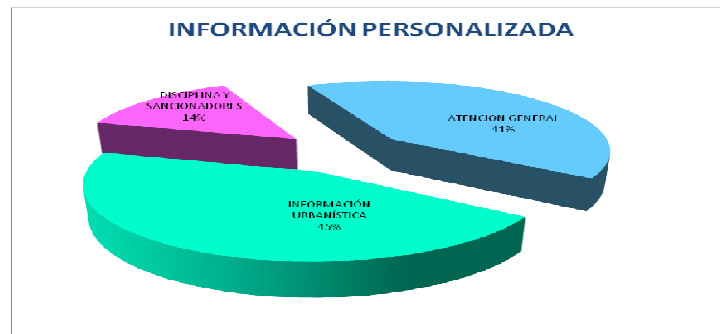 INFORMACIÓN PERSONALIZADA
DISCIPLINA Y
SANCIONADORES
14%
ATENCION GENERAL
41%
INFORMACIÓN
URBANÍSTICA
45%